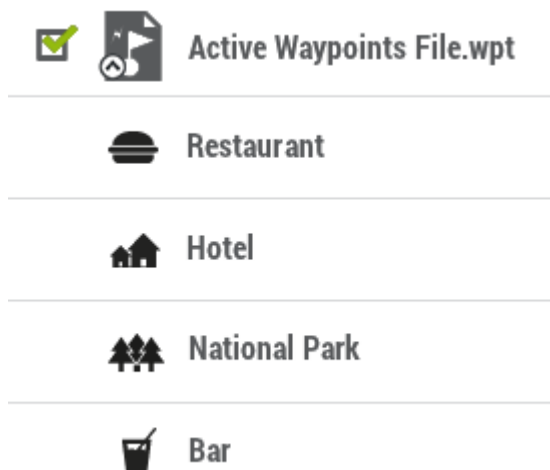 Active Waypoints File.wpt
Restaurant
Hotel
National Park
Bar